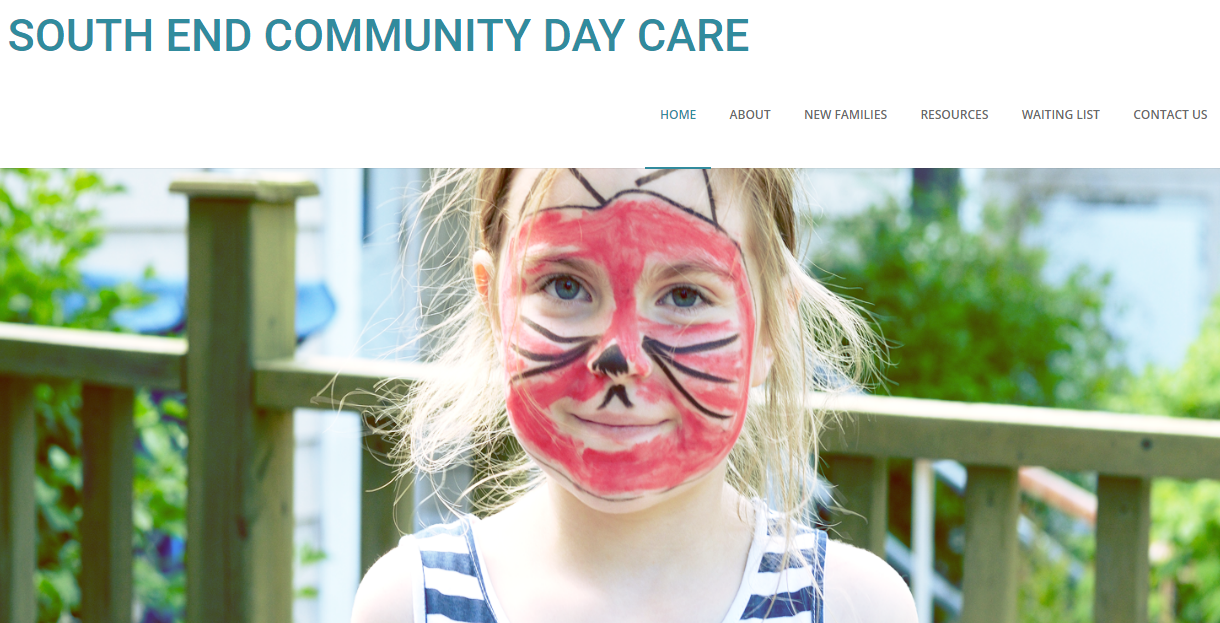 SOUTH END COMMUNITY DAY CARE
HOME ABOUT NEW FAMILIES RESOURCES WAITING LIST CONTACT US